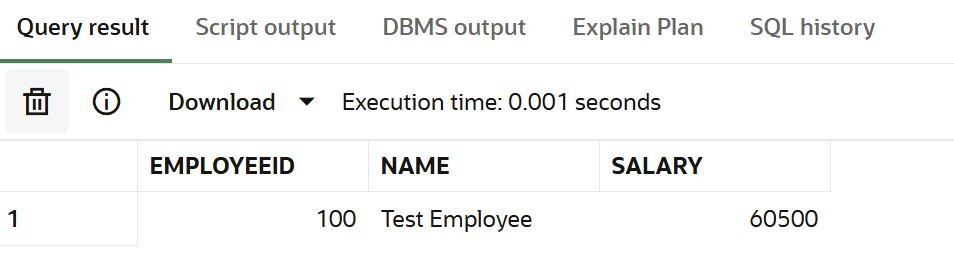 Query result Script output DBMS output Explain Plan SQL history
Download Execution time: 0.001 seconds
EMPLOYEEID NAME SALARY
1 100 Test Employee 60500